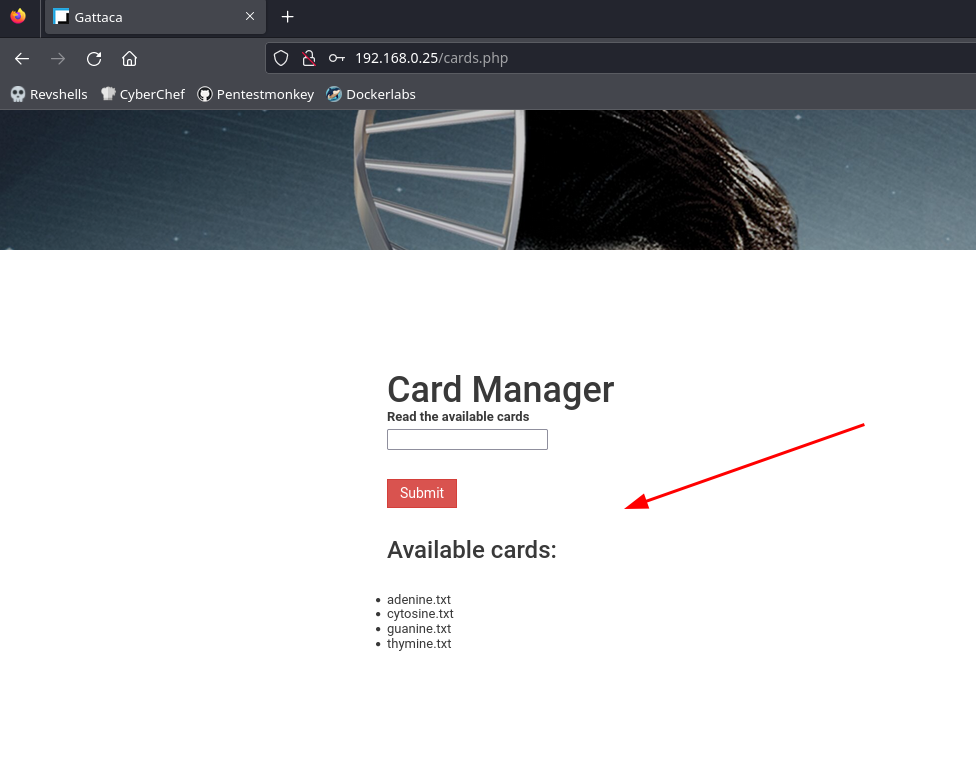 Gattaca
192.168.0.25/cards.php
Revshells CyberChef Pentestmonkey Dockerlabs
Card Manager
Read the available cards
Submit
Available cards:
adenine.txt
cytosine.txt
guanine.txt
thymine.txt